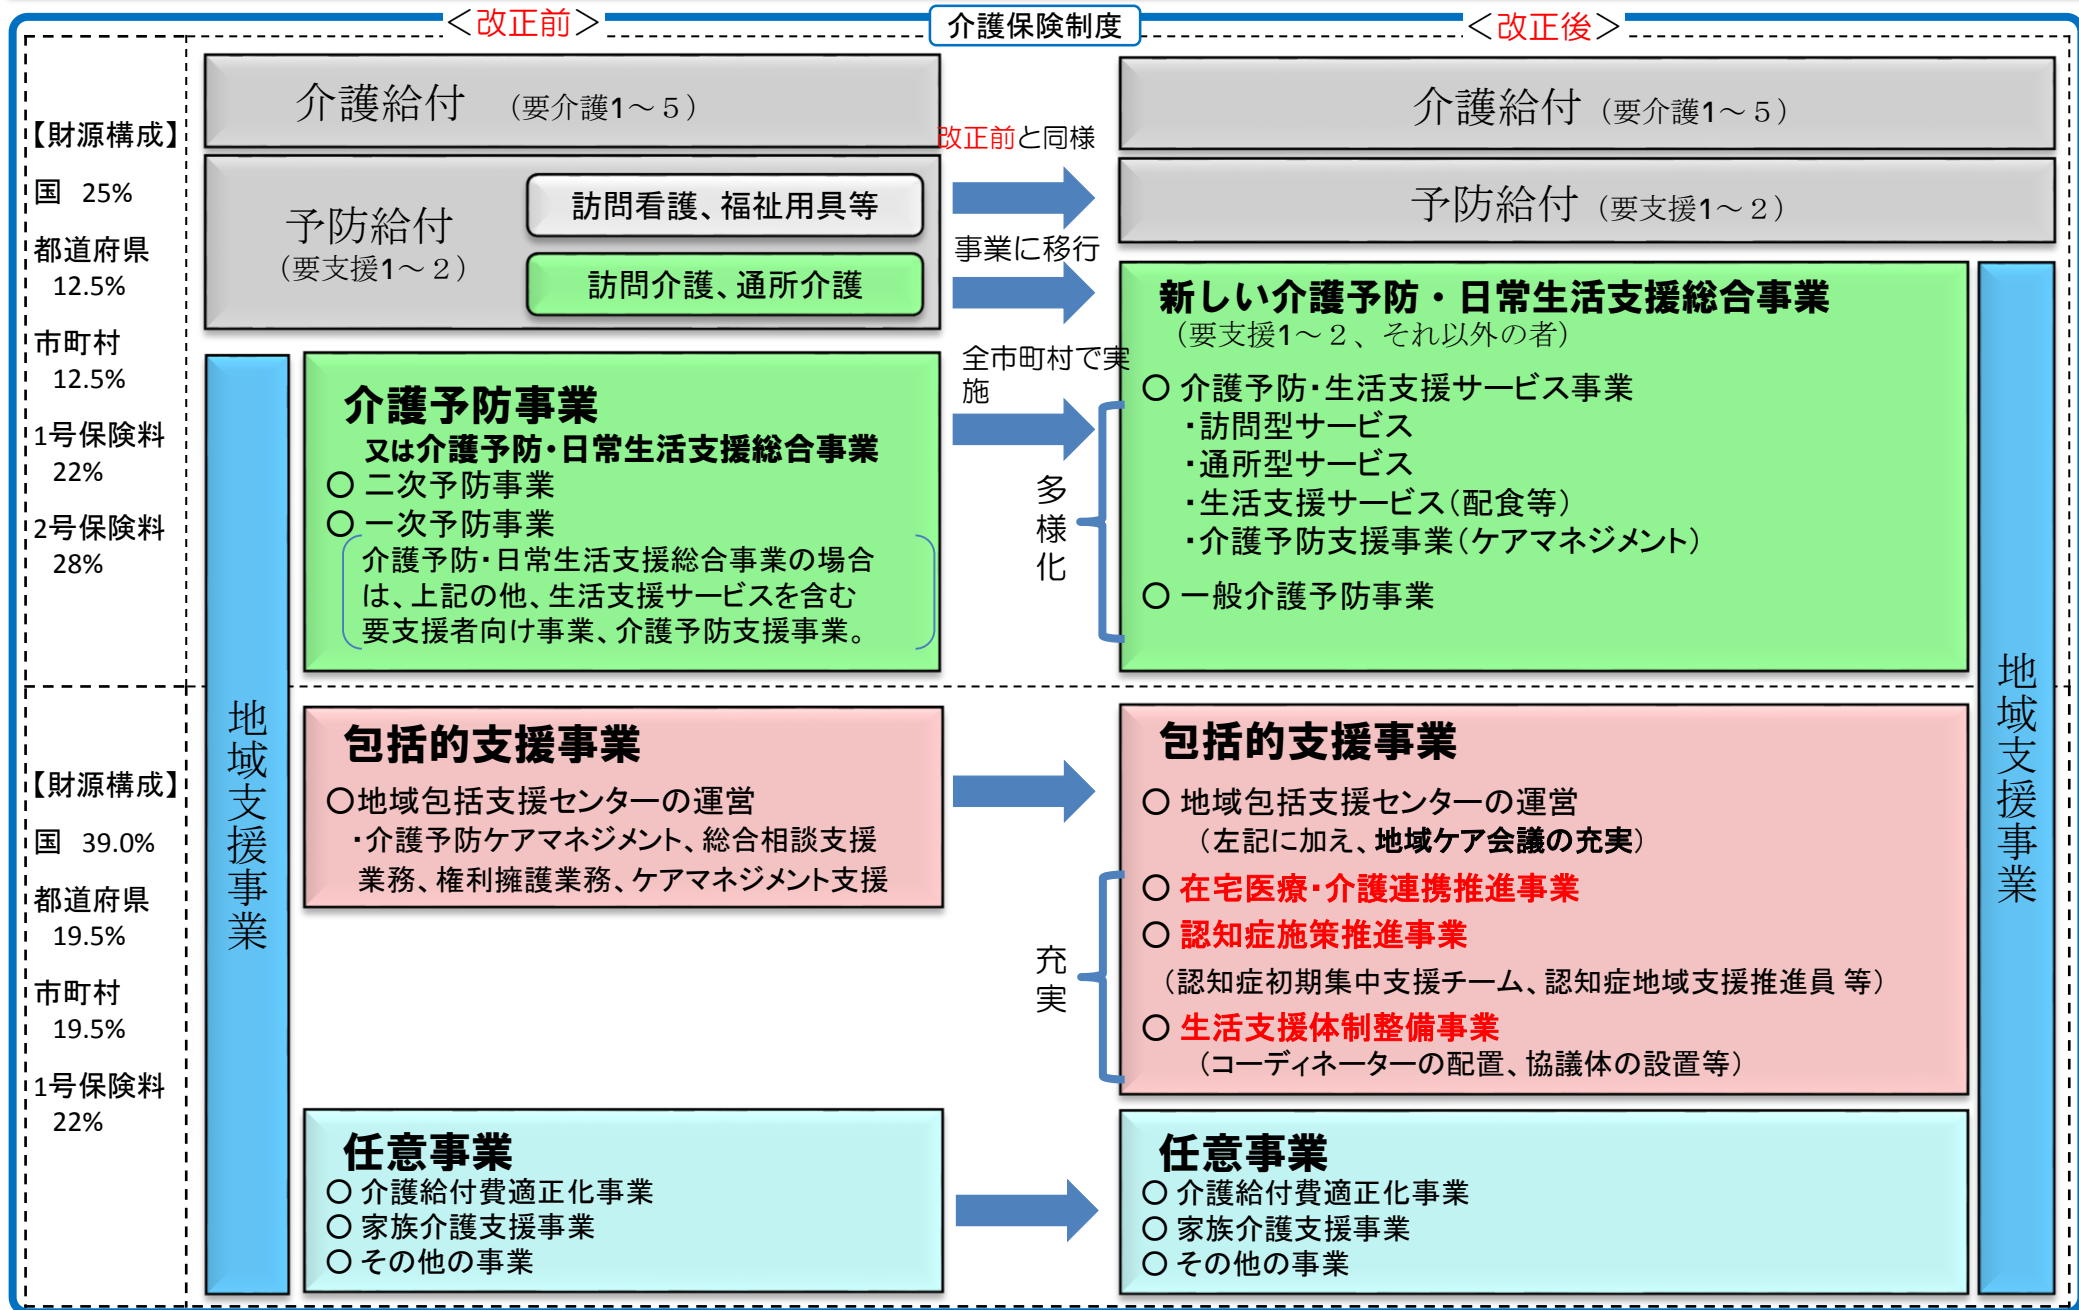 介護保険制度
＜改正前＞
＜改正後＞
【財源構成】
国 25%
都道府県
12.5%
市町村
12.5%
1号保険料
22%
2号保険料
28%
介護給付 （要介護1～５）
予防給付
（要支援1～２）
訪問看護、福祉用具等
訪問介護、通所介護
地域支援事業
介護予防事業
又は介護予防・日常生活支援総合事業
○ 二次予防事業
○ 一次予防事業
介護予防・日常生活支援総合事業の場合
は、上記の他、生活支援サービスを含む
要支援者向け事業、介護予防支援事業。
改正前と同様
事業に移行
全市町村で実
施
多様化
介護給付 （要介護1～５）
予防給付 （要支援1～２）
新しい介護予防・日常生活支援総合事業
（要支援1～２、それ以外の者）
○ 介護予防・生活支援サービス事業
・訪問型サービス
・通所型サービス
・生活支援サービス（配食等）
・介護予防支援事業（ケアマネジメント）
○ 一般介護予防事業
地域支援事業
【財源構成】
国 39.0%
都道府県
19.5%
市町村
19.5%
1号保険料
22%
包括的支援事業
○地域包括支援センターの運営
・介護予防ケアマネジメント、総合相談支援
業務、権利擁護業務、ケアマネジメント支援
充実
包括的支援事業
○ 地域包括支援センターの運営
（左記に加え、地域ケア会議の充実）
○ 在宅医療・介護連携推進事業
○ 認知症施策推進事業
（認知症初期集中支援チーム、認知症地域支援推進員 等）
○ 生活支援体制整備事業
（コーディネーターの配置、協議体の設置等）
任意事業
○ 介護給付費適正化事業
○ 家族介護支援事業
○ その他の事業
任意事業
○ 介護給付費適正化事業
○ 家族介護支援事業
○ その他の事業